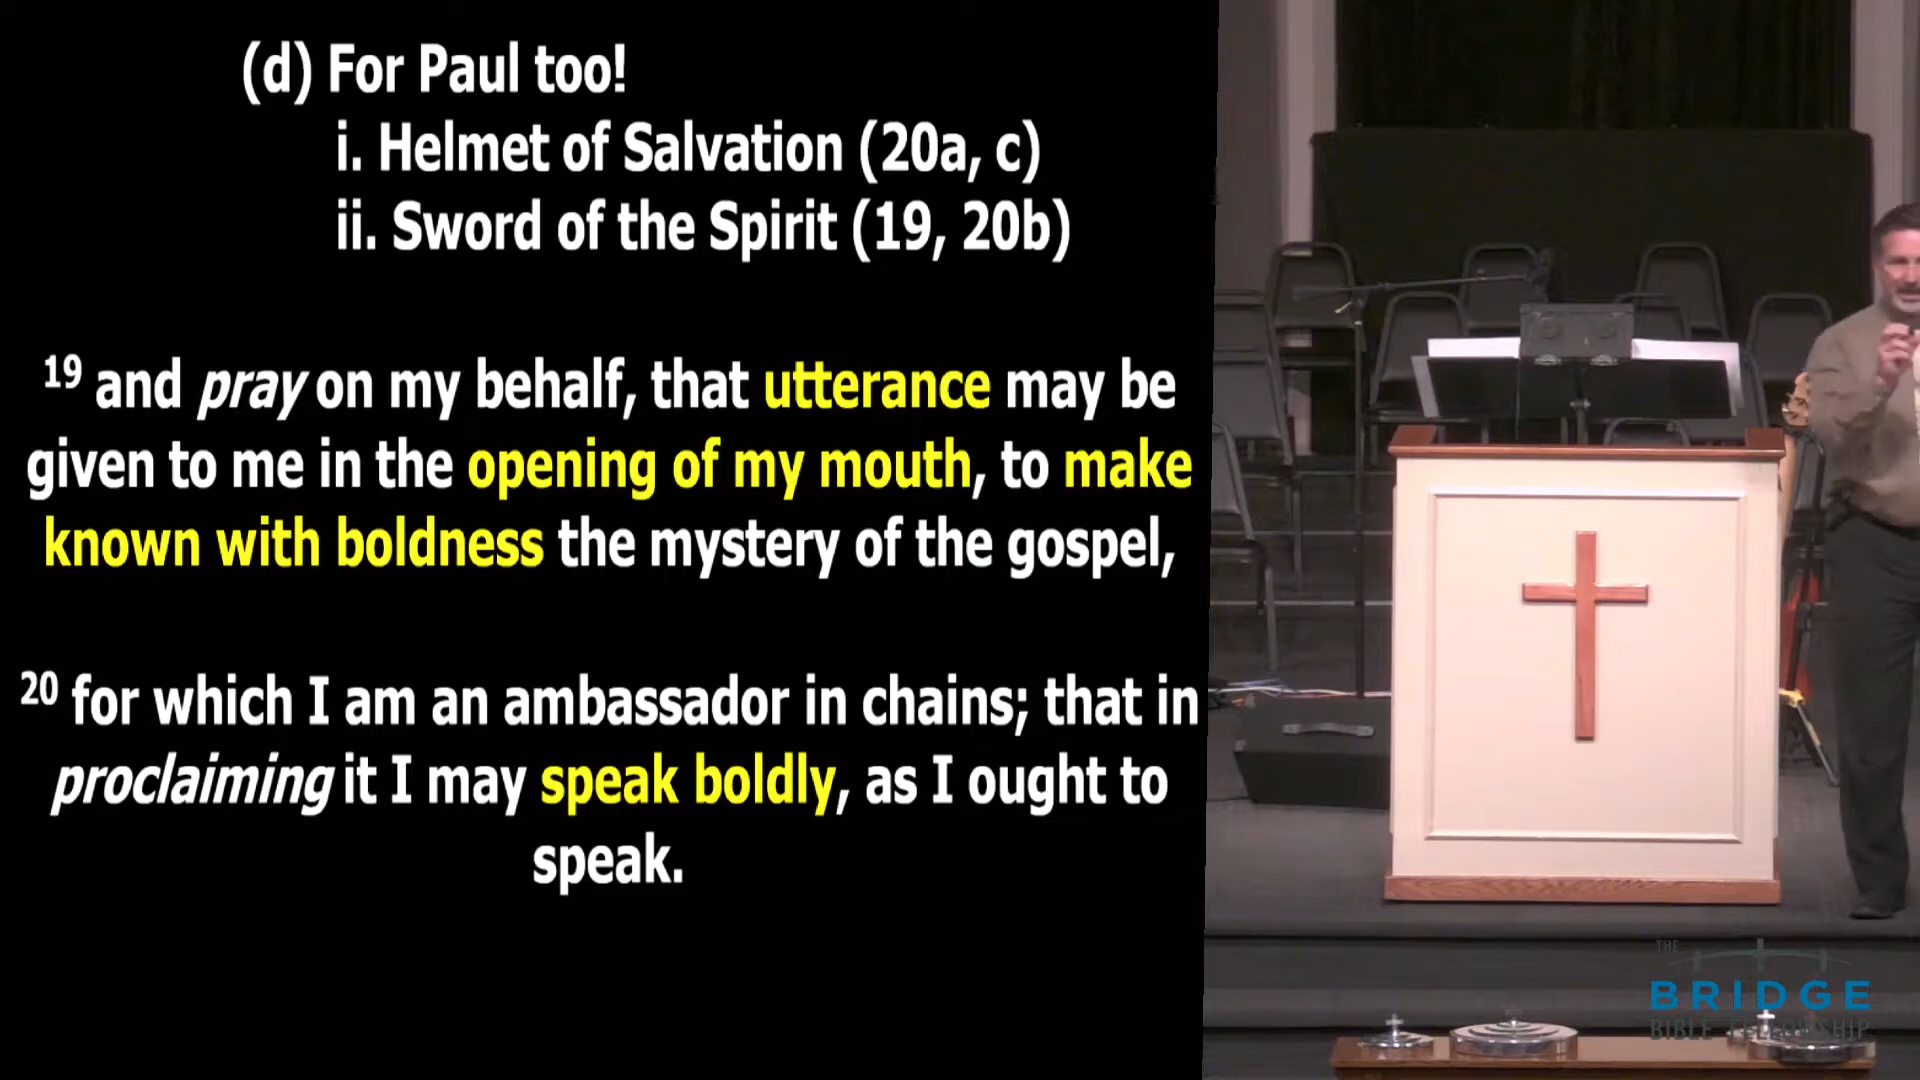 (d) For Paul too!
i. Helmet of Salvation (20a, c)
ii. Sword of the Spirit (19, 20b)
19 and pray on my behalf, that utterance may be
given to me in the opening of my mouth, to make
known with boldness the mystery of the gospel,
20 for which I am an ambassador in chains; that in
proclaiming it I may speak boldly, as I ought to
speak.
THE
BRIDGE
BIBLE FELLOWSHIP